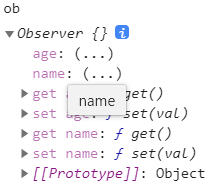 ob
▼ Observer {} i
age: (...)
name: (...)
▶ get a get()
name
▶ set a set(val)
▶ get name: ƒ get()
▶ set name: ƒ set(val)
▶ [[Prototype]]: Object